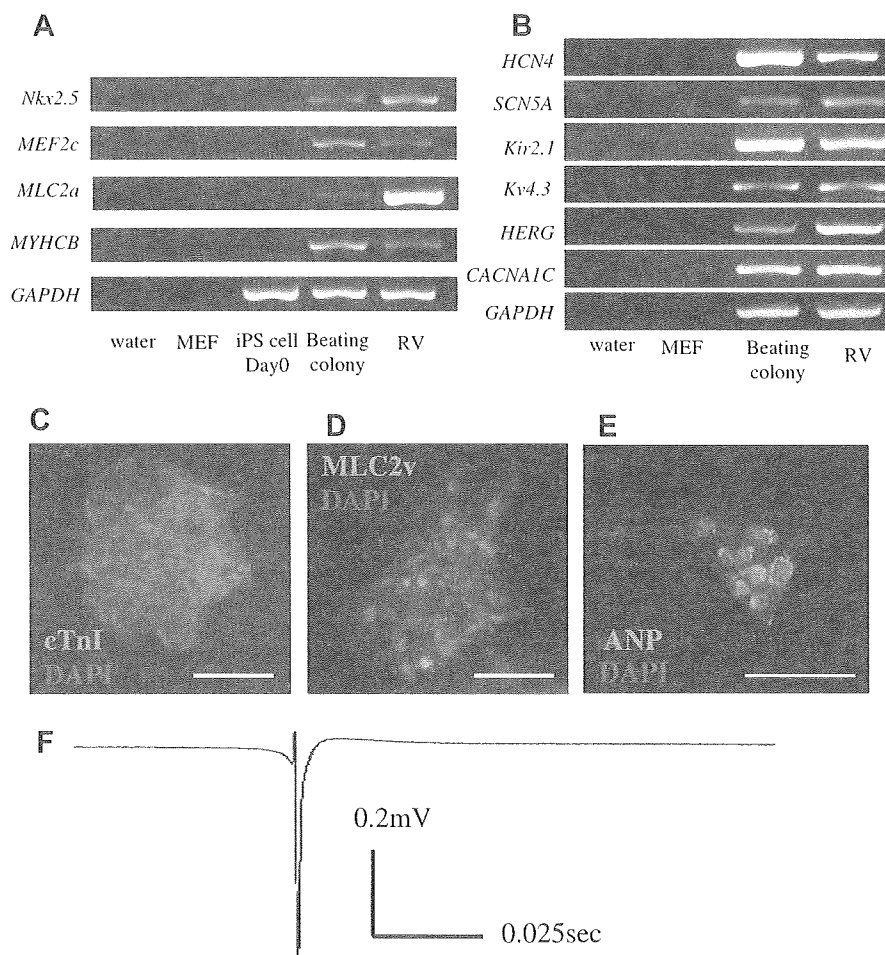 A
Nkx2.5
MEF2c
MLC2a
MYHCB
GAPDH
water MEF iPS cell Day0 Beating colony RV
B
HCN4
SCN5A
Kir2.1
Kv4.3
HERG
CACNA1C
GAPDH
water MEF Beating colony RV
C
cTnI
DAPI
D
MLC2v
DAPI
E
ANP
DAPI
F
0.2mV
0.025sec